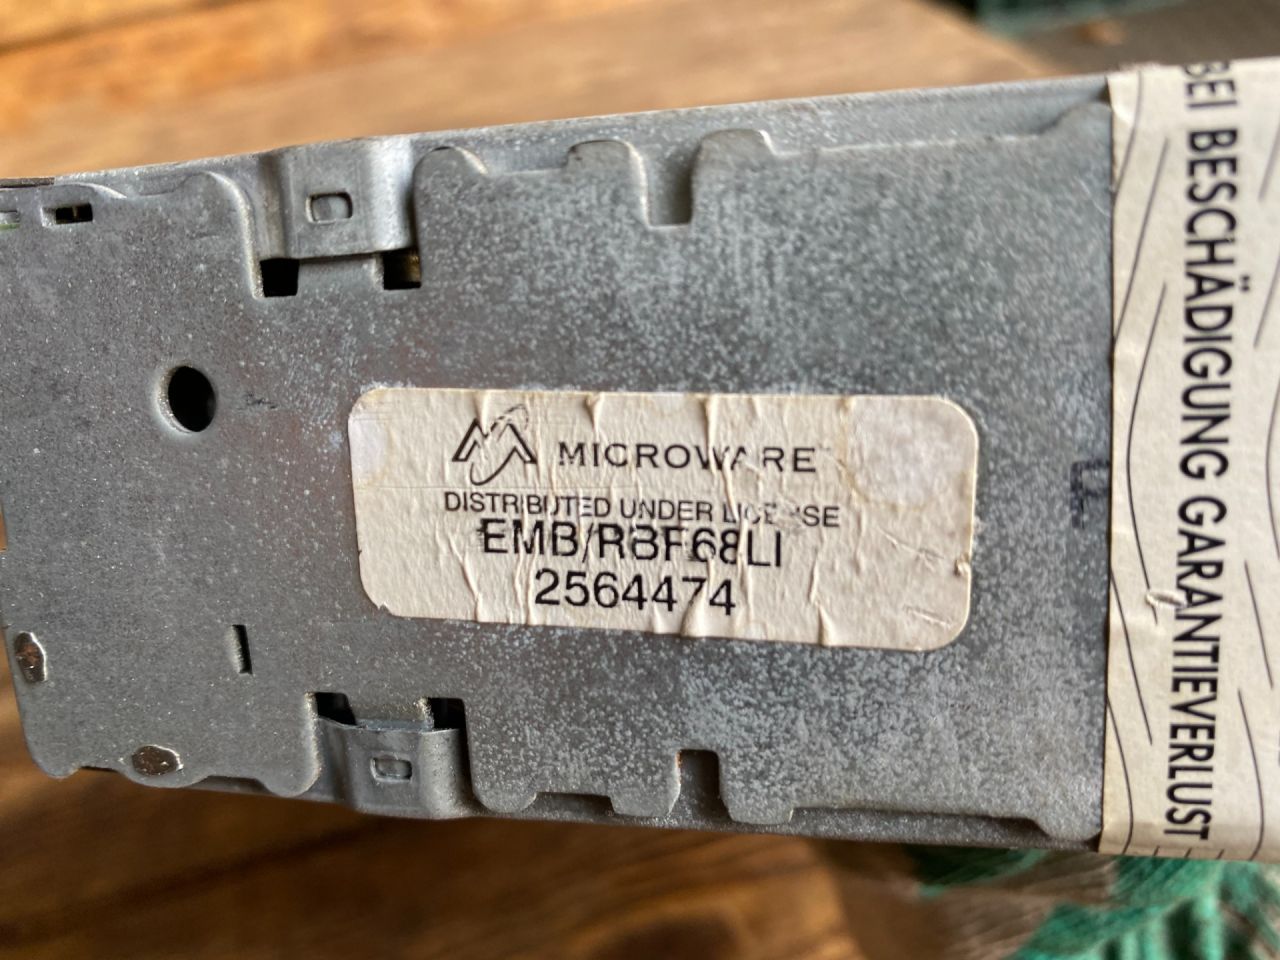 MICROWARE
DISTRIBUTED UNDER LICENSE
EMB/RBF68LI
2564474
BEI BESCHÄDIGUNG GARANTIEVERLUST